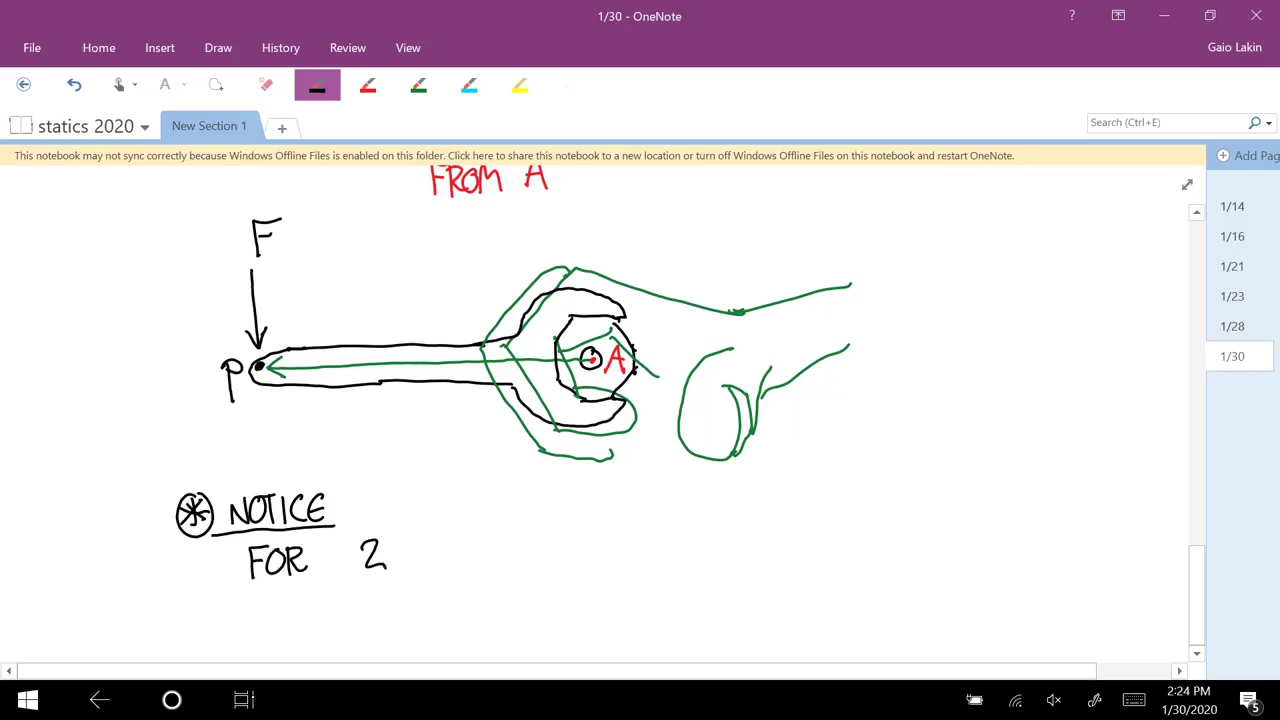 1/30 - OneNote
?
File Home Insert Draw History Review View
Gaio Lakin
A
statics 2020
New Section 1
+
Search (Ctrl+E)
This notebook may not sync correctly because Windows Offline Files is enabled on this folder. Click here to share this notebook to a new location or turn off Windows Offline Files on this notebook and restart OneNote.
Add Pag
FROM A
1/14
1/16
1/21
1/23
1/28
1/30
F
P
A
NOTICE
FOR 2
2:24 PM
1/30/2020
5